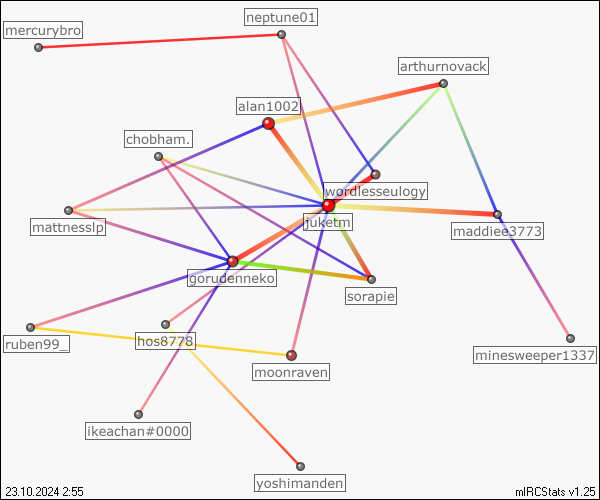 neptune01
mercurybro
arthurnovack
alan1002
chobham.
wordlesseulogy
juketm
mattnesslp
maddiee3773
gorudenneko
sorapie
ruben99_
hos8778
minesweeper1337
moonraven
ikeachan#0000
yoshimanden
23.10.2024 2:55
mIRCStats v1.25